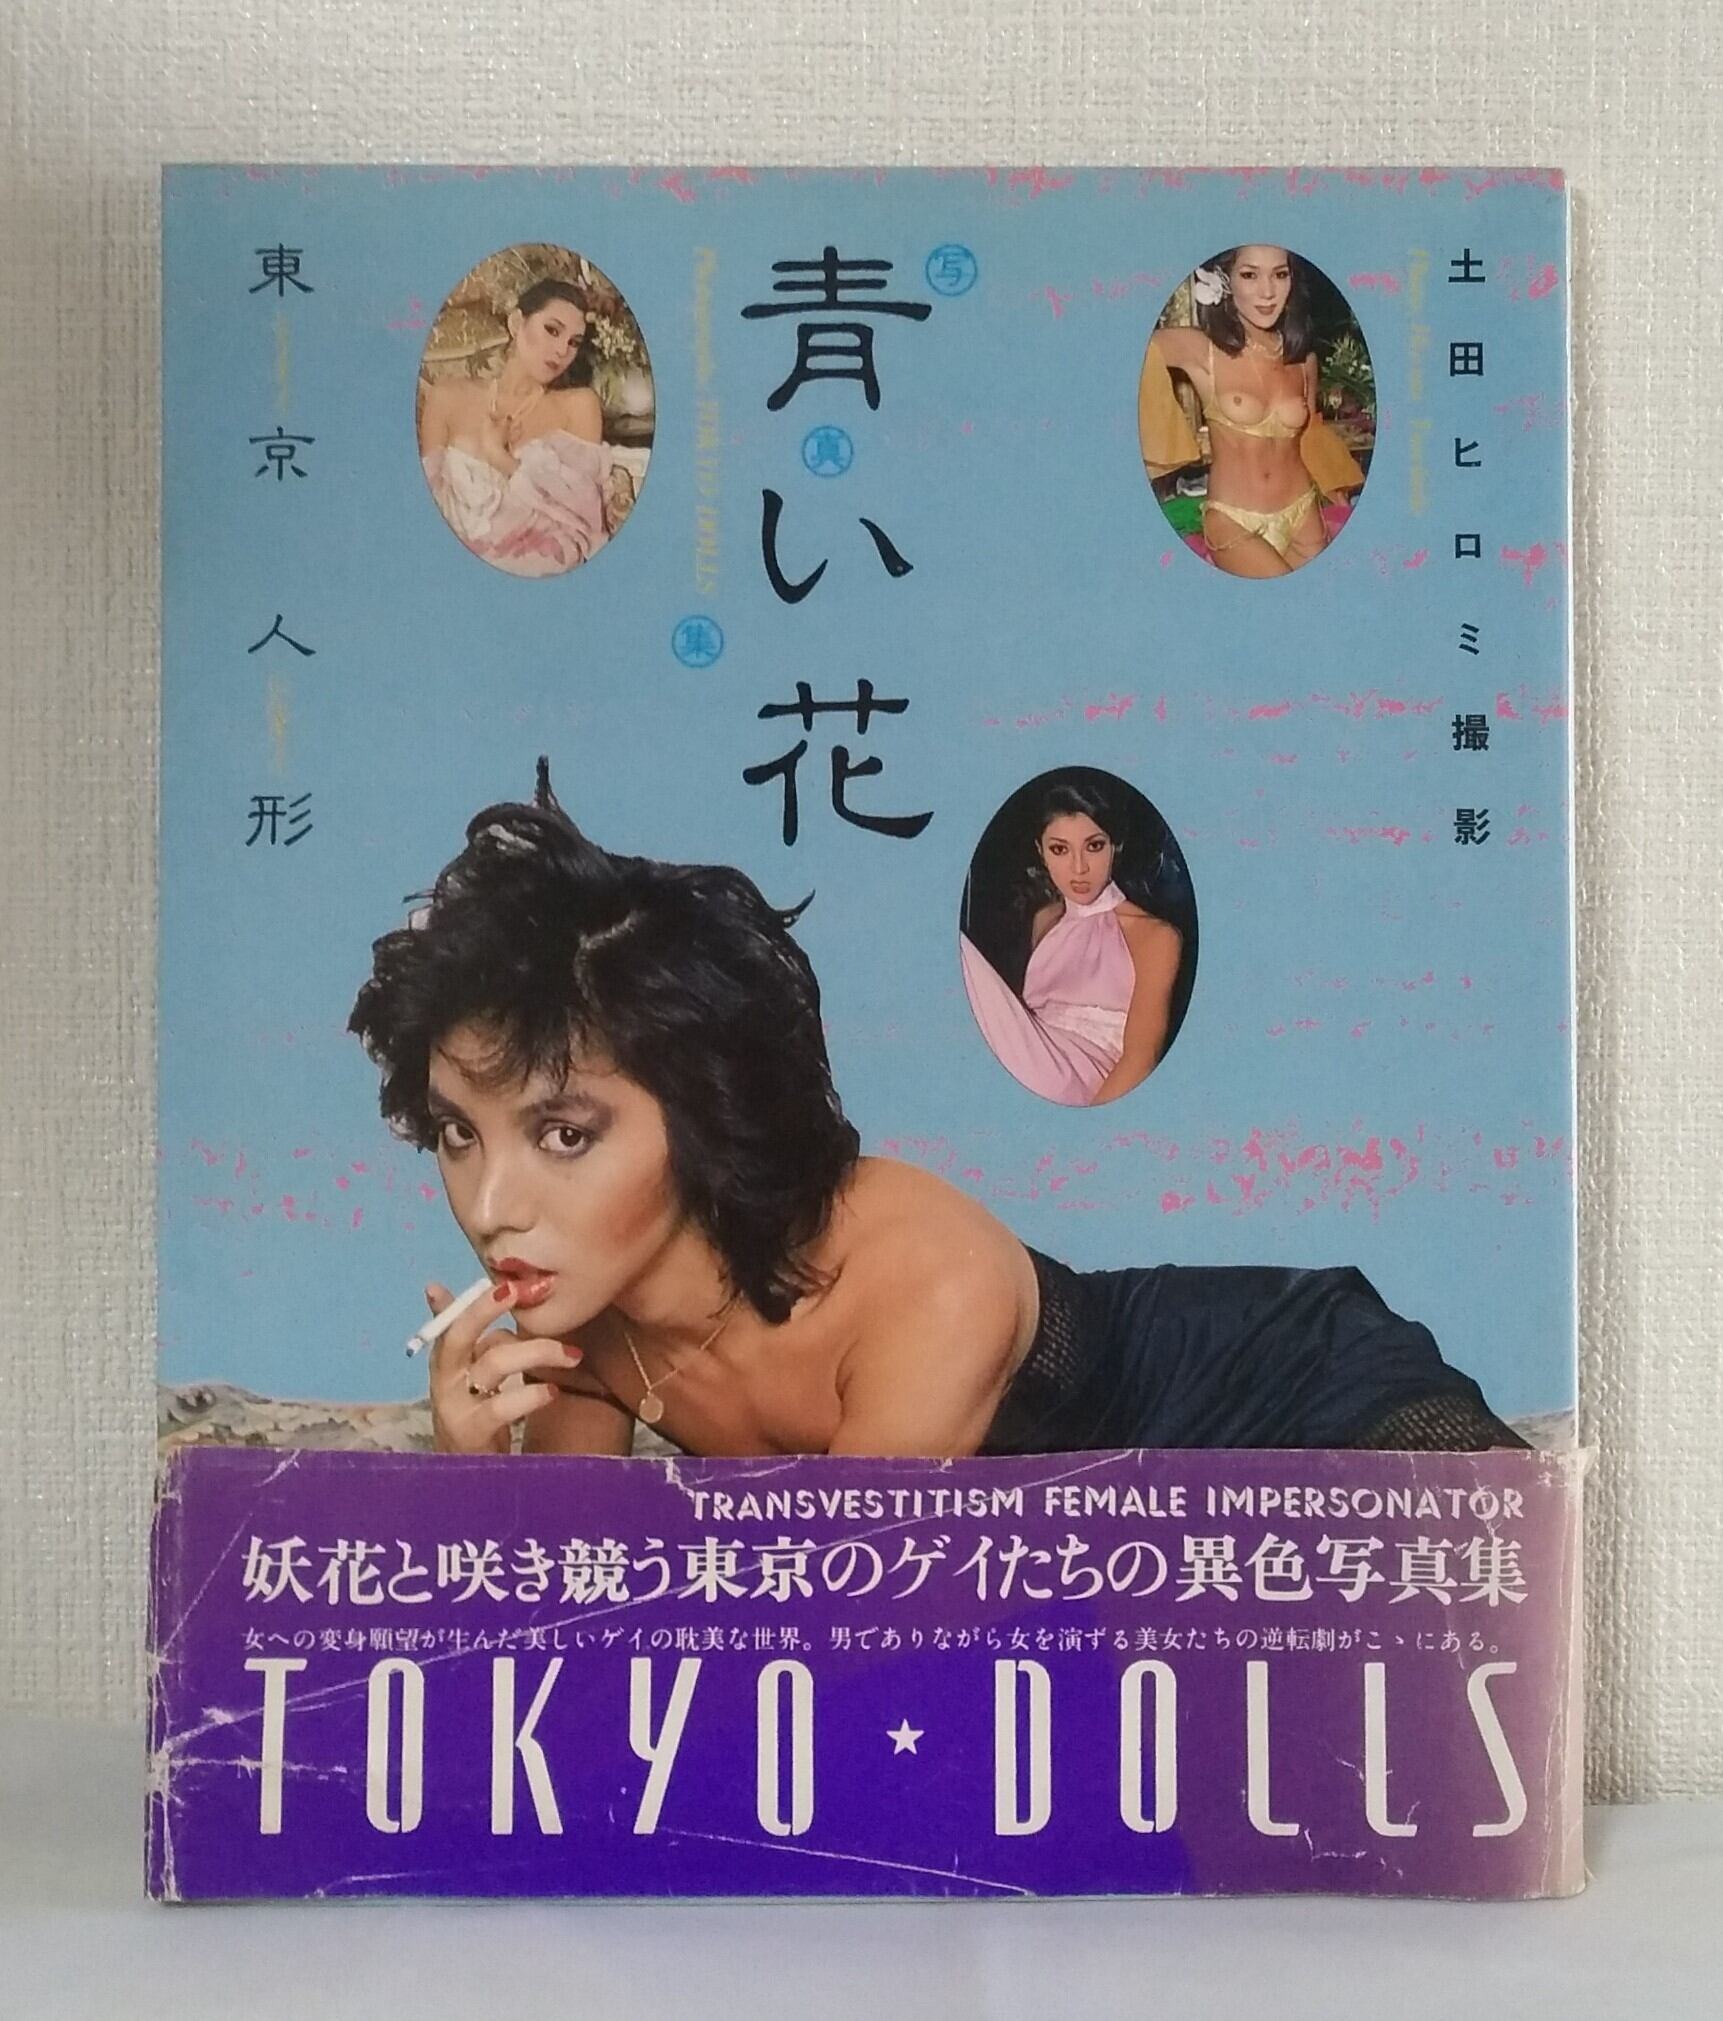 土田ヒロミ撮影
青い花
写真集
東京人形
TOKYO DOLLS
TRANSVESTITISM FEMALE IMPERSONATOR
妖花と咲き競う東京のゲイたちの異色写真集
女への変身願望が生んだ美しいゲイの耽美な世界。男でありながら女を演ずる美女たちの逆転劇がこゝにある。
TOKYO★DOLLS